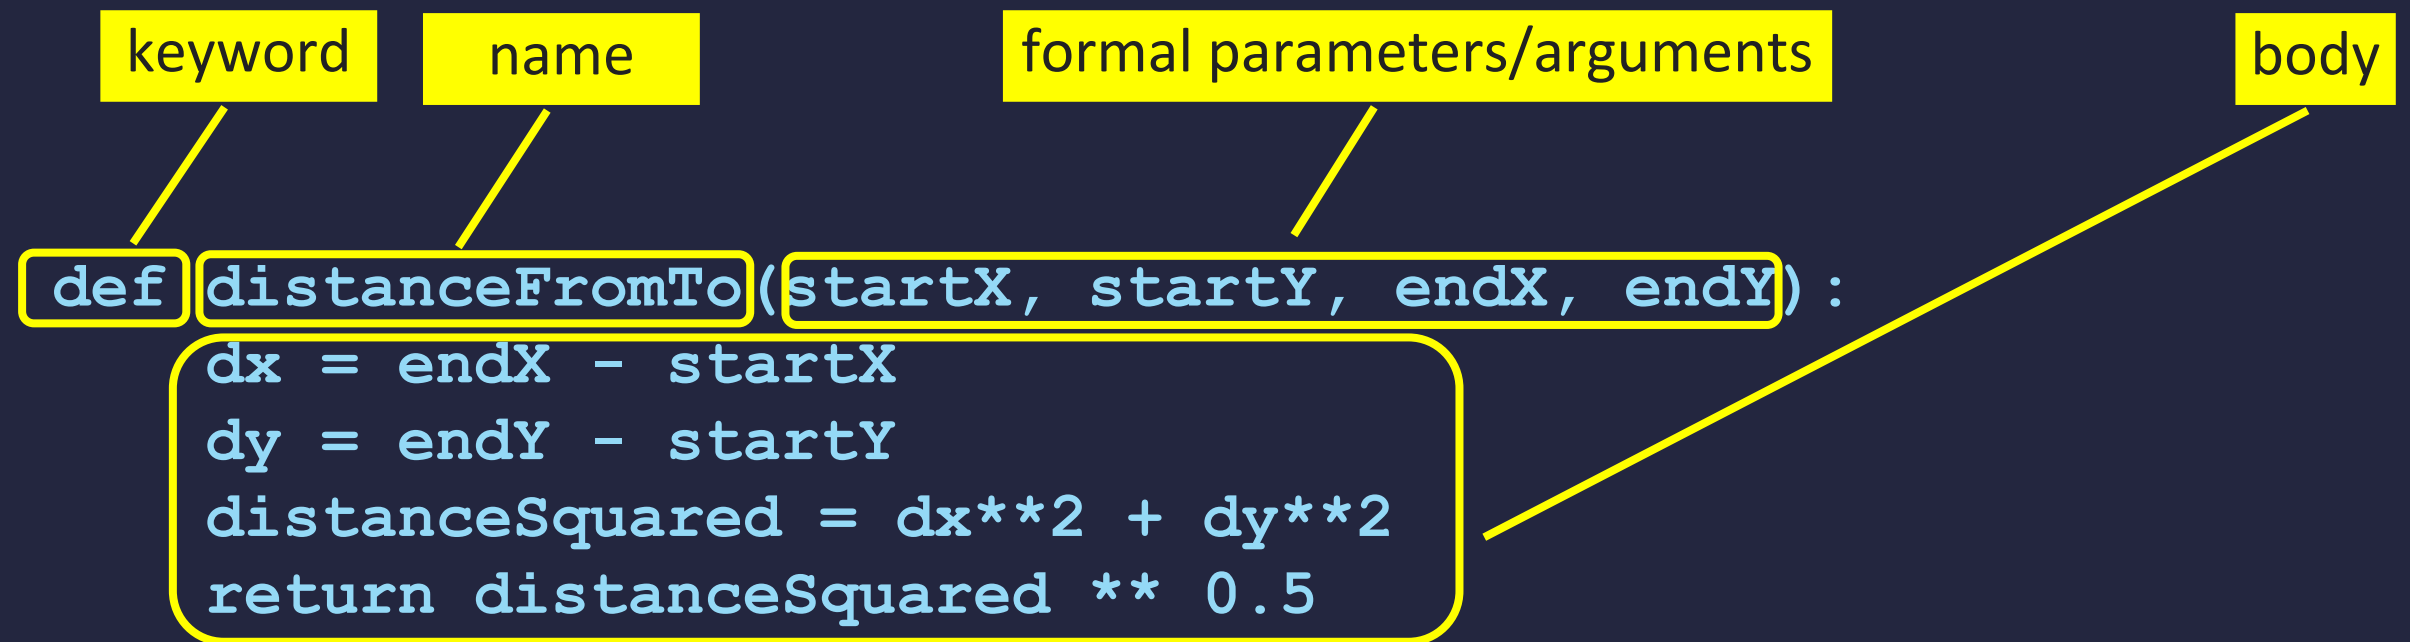 keyword name formal parameters/arguments body
def distanceFromTo(startX, startY, endX, endY):
dx = endX - startX
dy = endY - startY
distanceSquared = dx**2 + dy**2
return distanceSquared ** 0.5